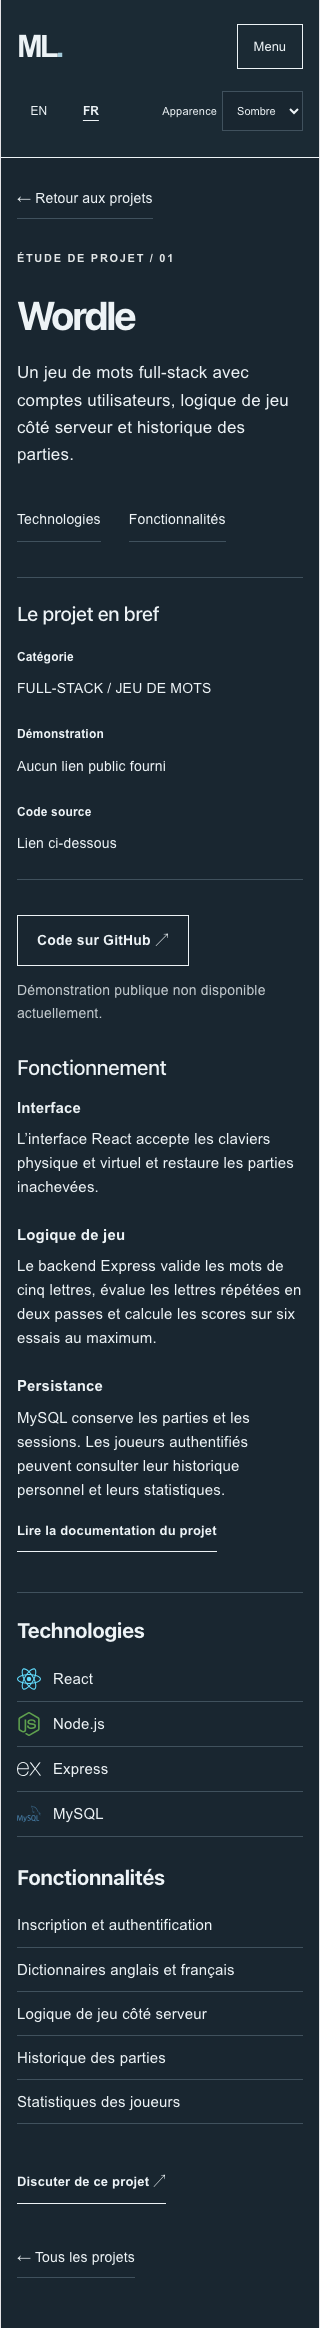 ML.
Menu
EN FR Apparence Sombre
← Retour aux projets
ÉTUDE DE PROJET / 01
Wordle
Un jeu de mots full-stack avec
comptes utilisateurs, logique de jeu
côté serveur et historique des
parties.
Technologies Fonctionnalités
Le projet en bref
Catégorie
FULL-STACK / JEU DE MOTS
Démonstration
Aucun lien public fourni
Code source
Lien ci-dessous
Code sur GitHub ↗
Démonstration publique non disponible
actuellement.
Fonctionnement
Interface
L’interface React accepte les claviers
physique et virtuel et restaure les parties
inachevées.
Logique de jeu
Le backend Express valide les mots de
cinq lettres, évalue les lettres répétées en
deux passes et calcule les scores sur six
essais au maximum.
Persistance
MySQL conserve les parties et les
sessions. Les joueurs authentifiés
peuvent consulter leur historique
personnel et leurs statistiques.
Lire la documentation du projet
Technologies
React
JS Node.js
ex Express
MySQL MySQL
Fonctionnalités
Inscription et authentification
Dictionnaires anglais et français
Logique de jeu côté serveur
Historique des parties
Statistiques des joueurs
Discuter de ce projet ↗
← Tous les projets